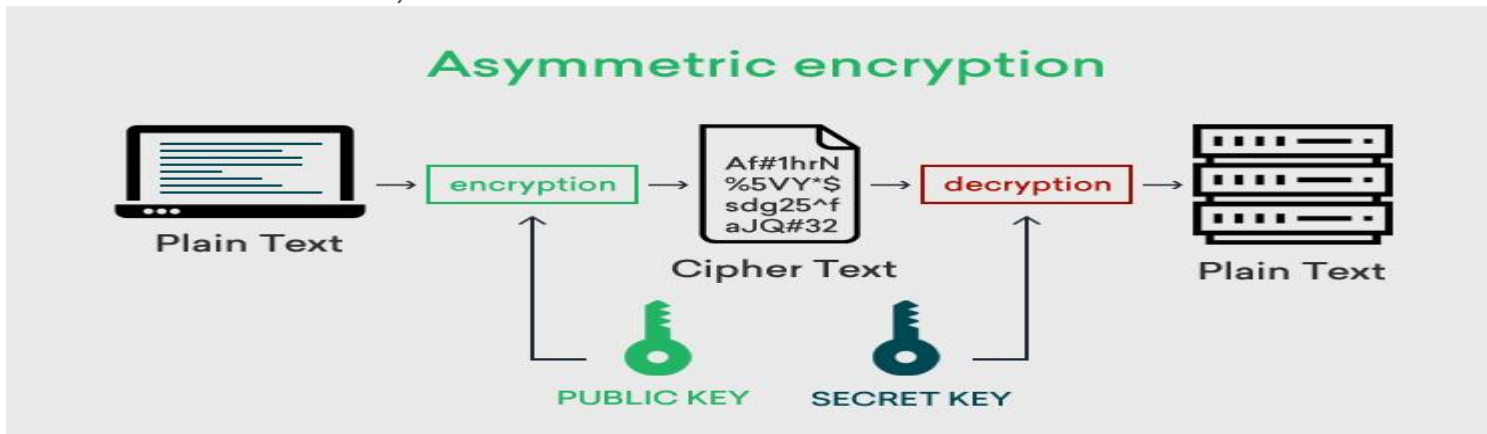 Asymmetric encryption
Plain Text
encryption
Af#1hrN
%5VY*$
sdg25^f
aJQ#32
Cipher Text
decryption
Plain Text
PUBLIC KEY
SECRET KEY